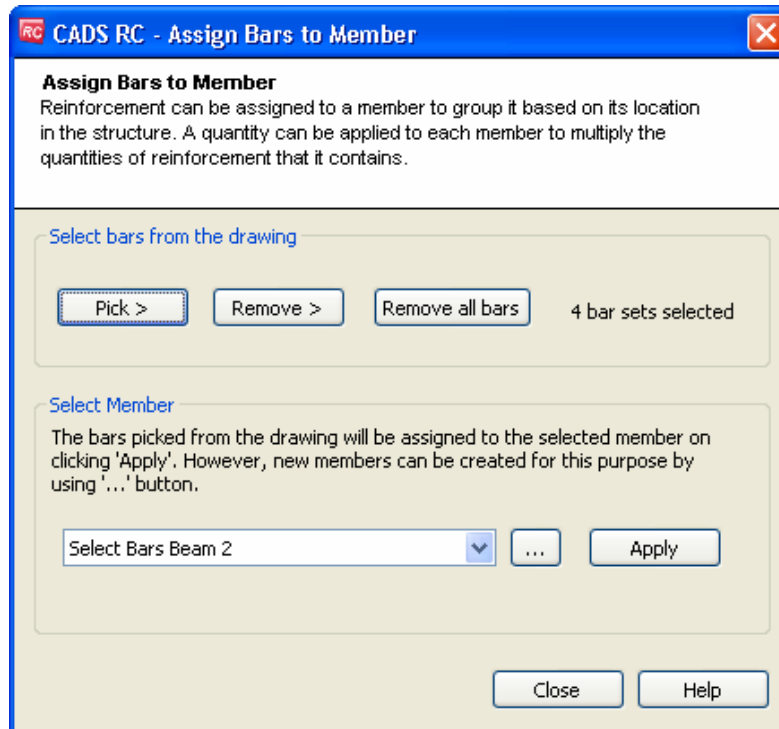 RC CADS RC - Assign Bars to Member
Assign Bars to Member
Reinforcement can be assigned to a member to group it based on its location
in the structure. A quantity can be applied to each member to multiply the
quantities of reinforcement that it contains.
Select bars from the drawing
Pick > Remove > Remove all bars 4 bar sets selected
Select Member
The bars picked from the drawing will be assigned to the selected member on
clicking 'Apply'. However, new members can be created for this purpose by
using '...' button.
Select Bars Beam 2 ... Apply
Close Help